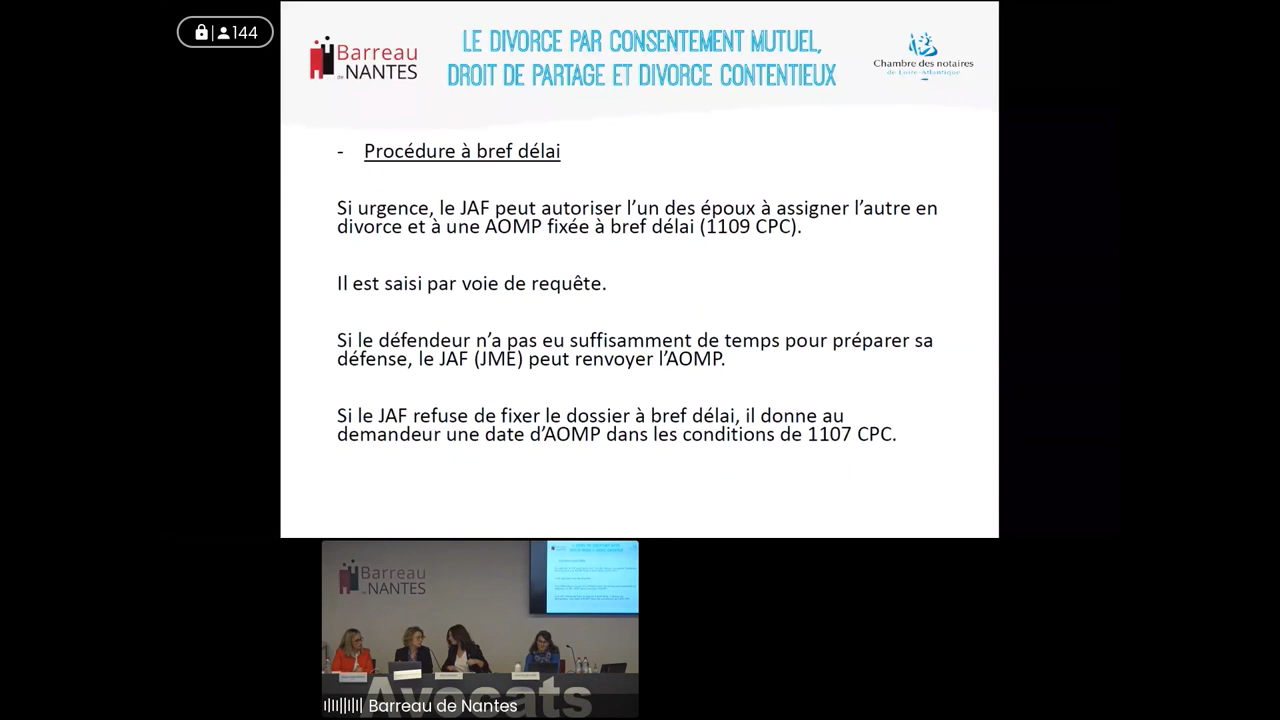 144
Barreau
de NANTES
LE DIVORCE PAR CONSENTEMENT MUTUEL,
DROIT DE PARTAGE ET DIVORCE CONTENTIEUX
Chambre des notaires
de Loire-Atlantique
- Procédure à bref délai
Si urgence, le JAF peut autoriser l’un des époux à assigner l’autre en
divorce et à une AOMP fixée à bref délai (1109 CPC).
Il est saisi par voie de requête.
Si le défendeur n’a pas eu suffisamment de temps pour préparer sa
défense, le JAF (JME) peut renvoyer l’AOMP.
Si le JAF refuse de fixer le dossier à bref délai, il donne au
demandeur une date d’AOMP dans les conditions de 1107 CPC.
Barreau
de NANTES
Avocats
Barreau de Nantes